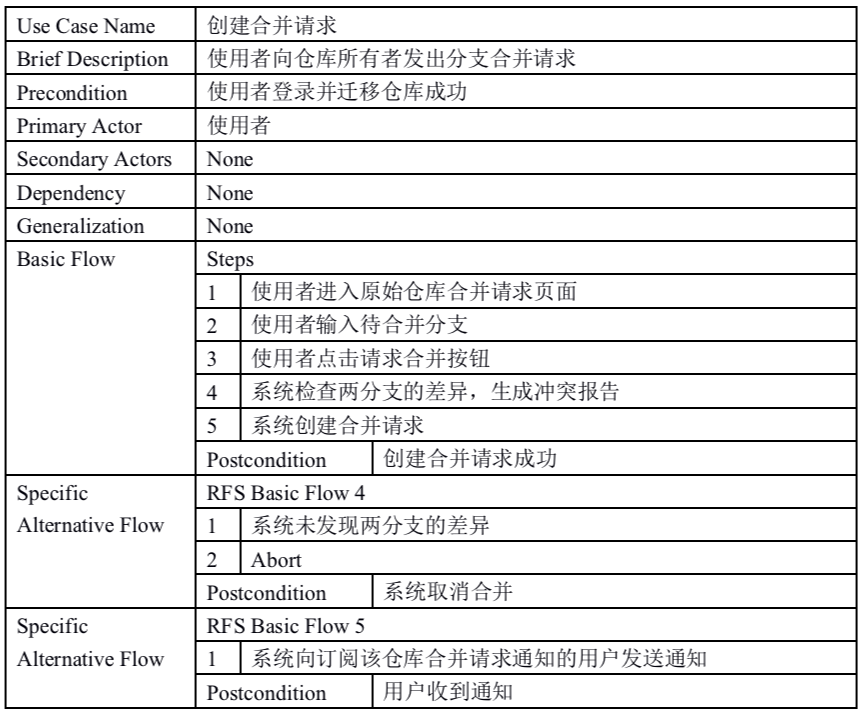 Use Case Name 创建合并请求
Brief Description 使用者向仓库所有者发出分支合并请求
Precondition 使用者登录并迁移仓库成功
Primary Actor 使用者
Secondary Actors None
Dependency None
Generalization None
Basic Flow Steps
1 使用者进入原始仓库合并请求页面
2 使用者输入待合并分支
3 使用者点击请求合并按钮
4 系统检查两分支的差异，生成冲突报告
5 系统创建合并请求
Postcondition 创建合并请求成功
Specific RFS Basic Flow 4
Alternative Flow 1 系统未发现两分支的差异
2 Abort
Postcondition 系统取消合并
Specific RFS Basic Flow 5
Alternative Flow 1 系统向订阅该仓库合并请求通知的用户发送通知
Postcondition 用户收到通知